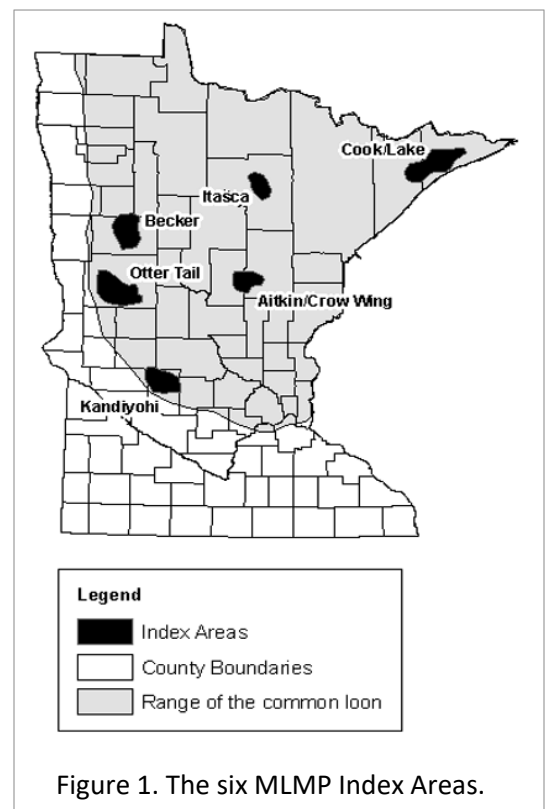 Cook/Lake
Itasca
Becker
Otter Tail
Aitkin/Crow Wing
Kandiyohi
Legend
Index Areas
County Boundaries
Range of the common loon
Figure 1. The six MLMP Index Areas.